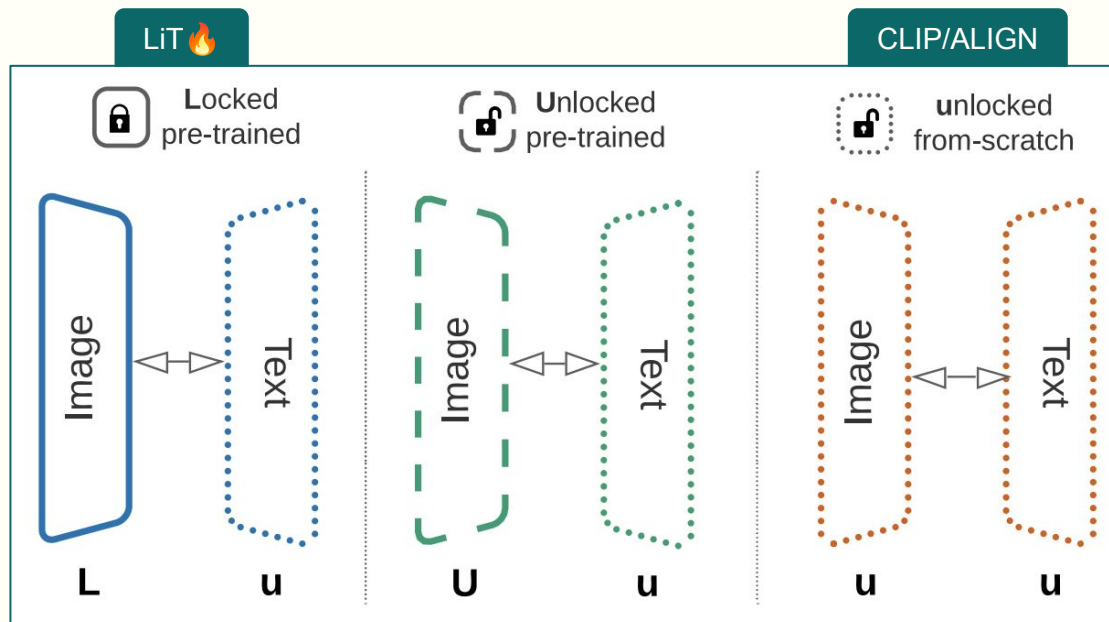 LiT🔥
CLIP/ALIGN
Locked
pre-trained
Unlocked
pre-trained
unlocked
from-scratch
Image
Text
Image
Text
Image
Text
L
u
U
u
u
u